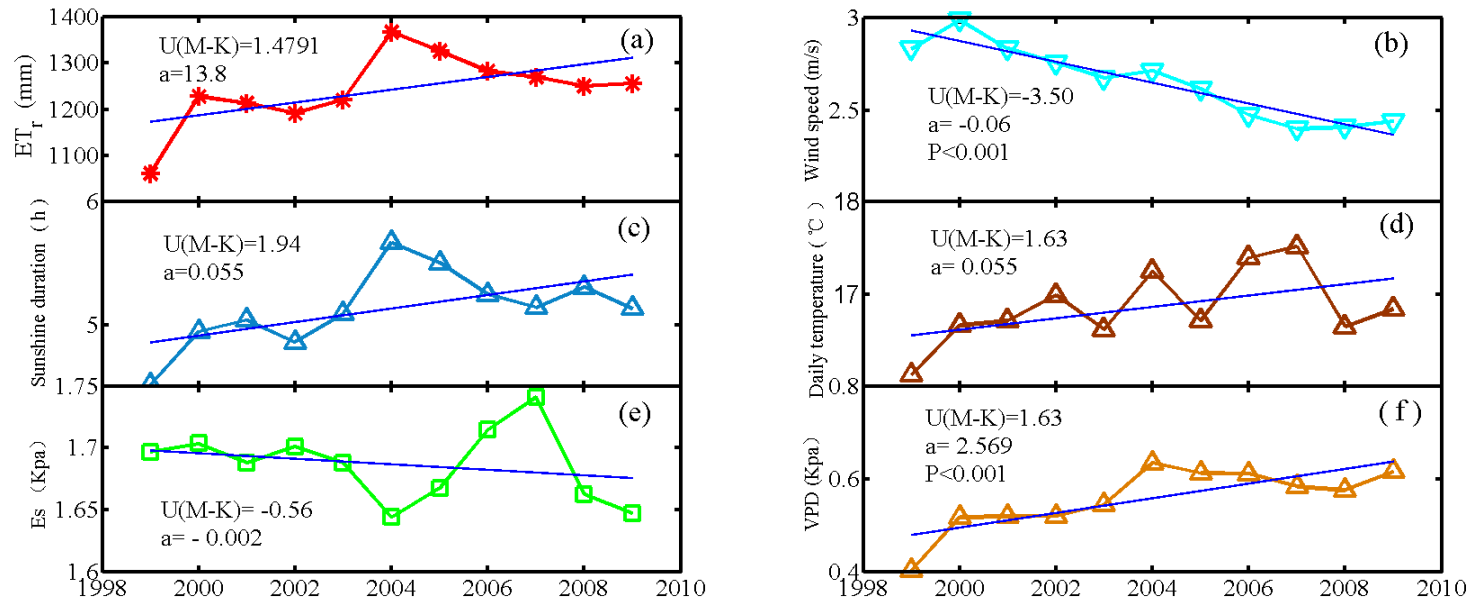 1400
1300
1200
1100
ETr (mm)
U(M-K)=1.4791
a=13.8
(a)
3
2.5
Wind speed (m/s)
(b)
U(M-K)=-3.50
a= -0.06
P<0.001
6
5
Sunshine duration (h)
U(M-K)=1.94
a=0.055
(c)
18
17
Daily temperature (℃)
U(M-K)=1.63
a= 0.055
(d)
1.75
1.7
1.65
1.6
Es (Kpa)
(e)
U(M-K)= -0.56
a= - 0.002
1998 2000 2002 2004 2006 2008 2010
0.8
0.6
0.4
VPD (Kpa)
U(M-K)=1.63
a= 2.569
P<0.001
( f )
1998 2000 2002 2004 2006 2008 2010